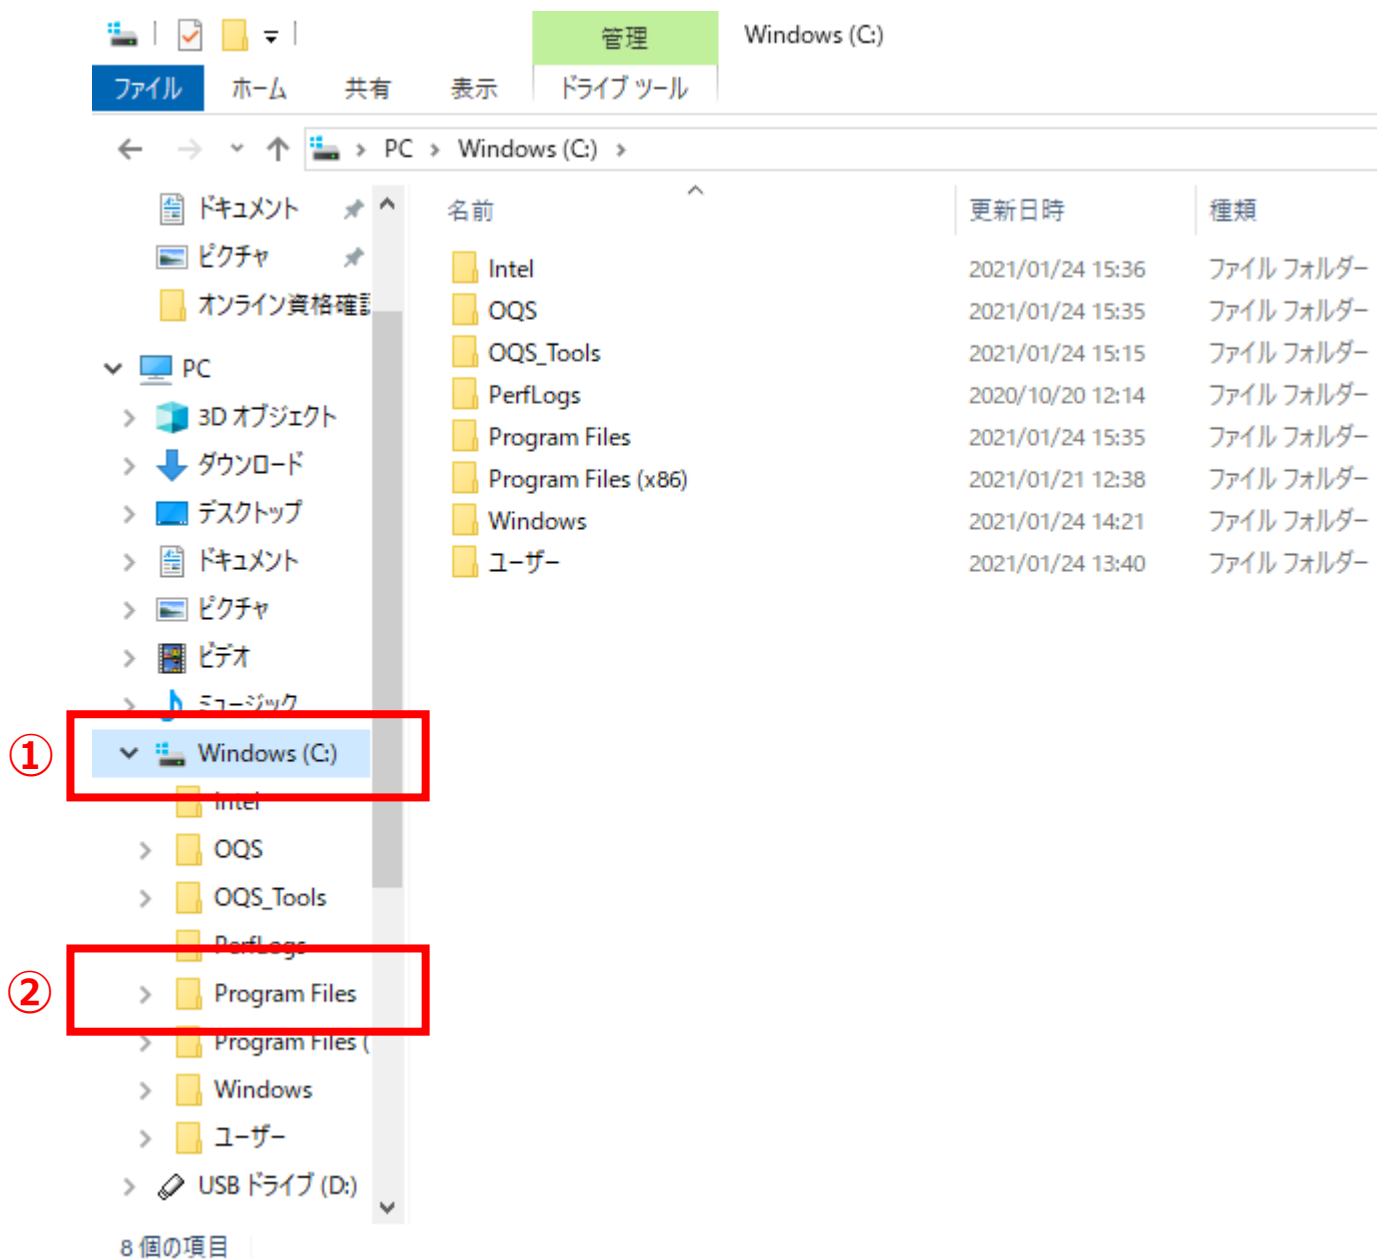 管理
Windows (C:)
ファイル ホーム 共有 表示 ドライブ ツール
PC Windows (C:)
名前 更新日時 種類
ドキュメント
ピクチャ
オンライン資格確認
PC
3D オブジェクト
ダウンロード
デスクトップ
ドキュメント
ピクチャ
ビデオ
ミュージック
① Windows (C:)
Intel
OQS
OQS_Tools
PerfLogs
② Program Files
Program Files (
Windows
ユーザー
USB ドライブ (D:)
Intel 2021/01/24 15:36 ファイル フォルダー
OQS 2021/01/24 15:35 ファイル フォルダー
OQS_Tools 2021/01/24 15:15 ファイル フォルダー
PerfLogs 2020/10/20 12:14 ファイル フォルダー
Program Files 2021/01/24 15:35 ファイル フォルダー
Program Files (x86) 2021/01/21 12:38 ファイル フォルダー
Windows 2021/01/24 14:21 ファイル フォルダー
ユーザー 2021/01/24 13:40 ファイル フォルダー
8 個の項目